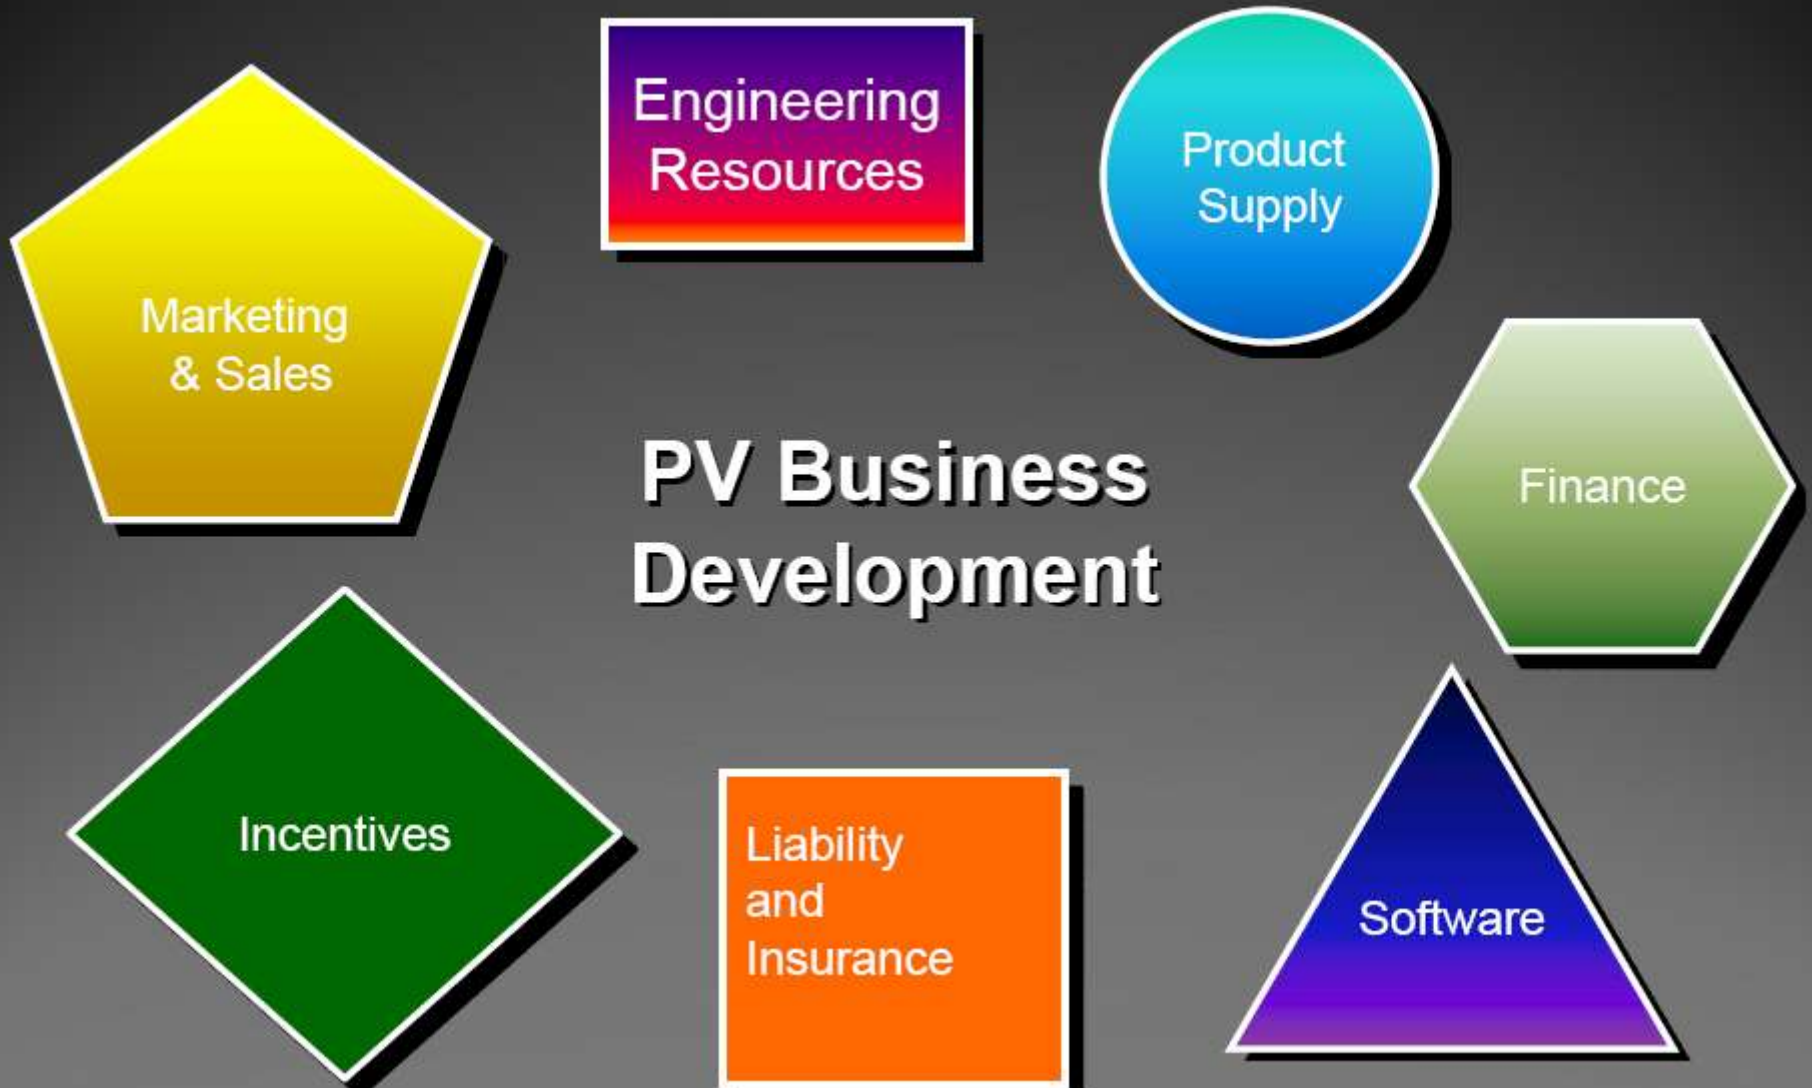 Engineering
Resources
Product
Supply
Marketing
& Sales
PV Business
Development
Finance
Incentives
Liability
and
Insurance
Software